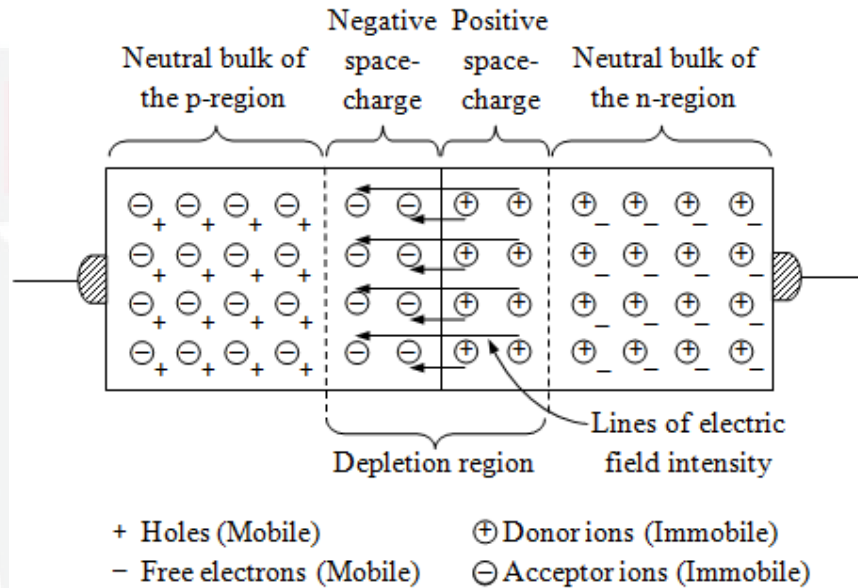 Negative Positive
Neutral bulk of space- space- Neutral bulk of
the p-region charge charge the n-region
Lines of electric
field intensity
Depletion region
+ Holes (Mobile) ⊕ Donor ions (Immobile)
− Free electrons (Mobile) ⊖ Acceptor ions (Immobile)